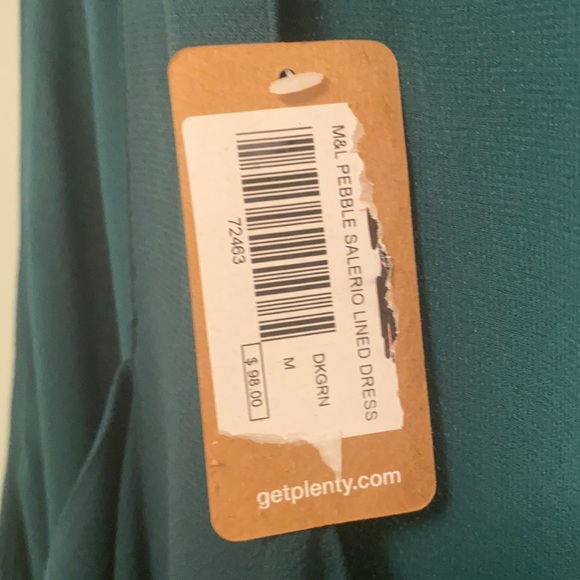 M&L PEBBLE SALERIO LINED DRESS
DKGRN
M
72463
$ 98.00
getplenty.com